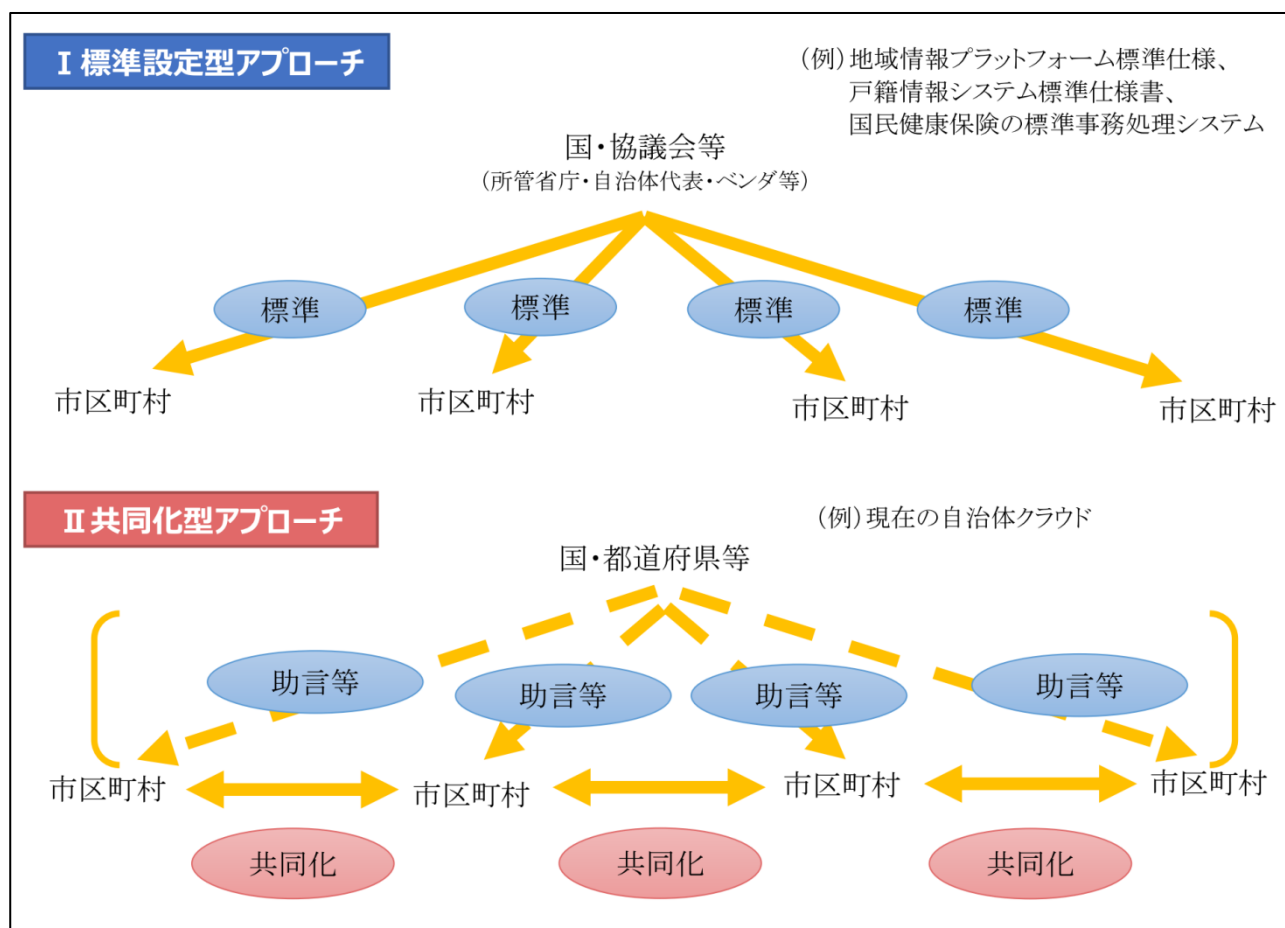 Ⅰ標準設定型アプローチ
（例）地域情報プラットフォーム標準仕様、
戸籍情報システム標準仕様書、
国民健康保険の標準事務処理システム
国・協議会等
（所管省庁・自治体代表・ベンダ等）
標準
標準
標準
標準
市区町村
市区町村
市区町村
市区町村
Ⅱ共同化型アプローチ
（例）現在の自治体クラウド
国・都道府県等
助言等
助言等
助言等
助言等
市区町村
市区町村
市区町村
市区町村
共同化
共同化
共同化